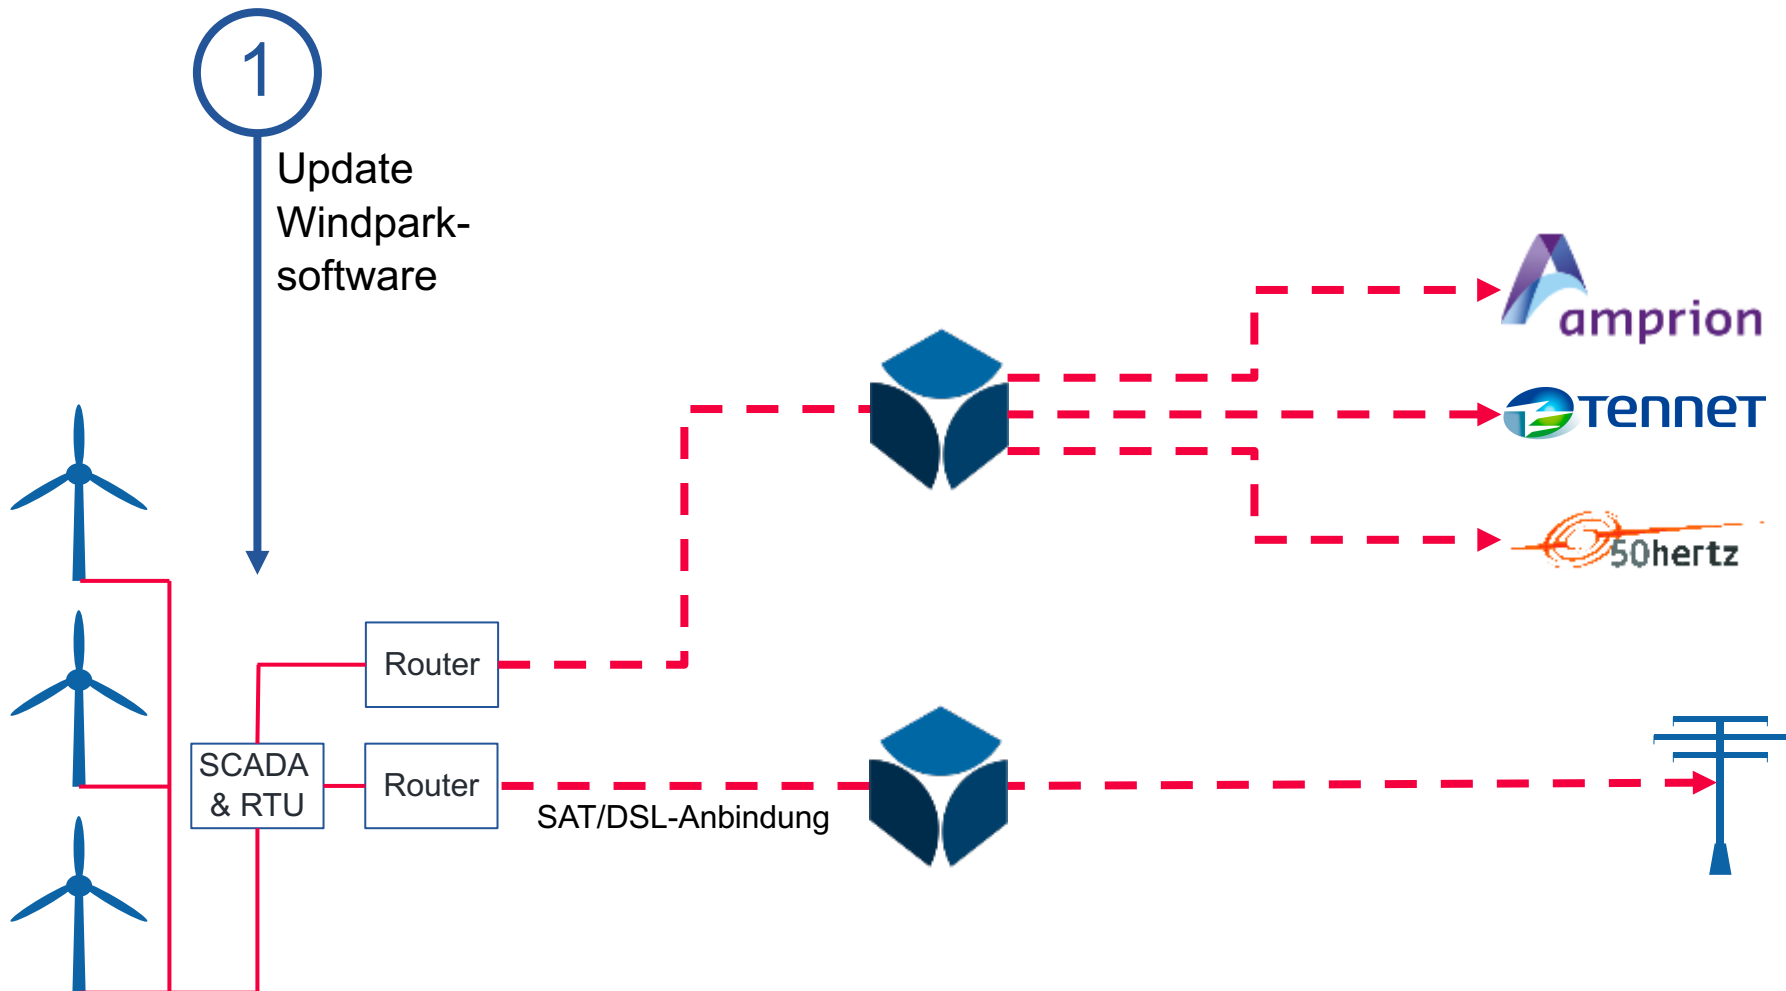 1
Update
Windpark-
software
amprion
TenneT
50hertz
Router
SCADA
& RTU
Router
SAT/DSL-Anbindung